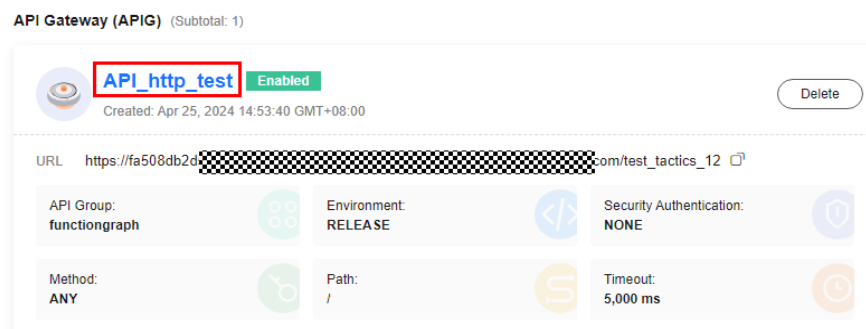 API Gateway (APIG) (Subtotal: 1)
API_http_test Enabled
Delete
Created: Apr 25, 2024 14:53:40 GMT+08:00
URL https://fa508db2d com/test_tactics_12
API Group: Environment: Security Authentication:
functiongraph RELEASE NONE
Method: Path: Timeout:
ANY / 5,000 ms